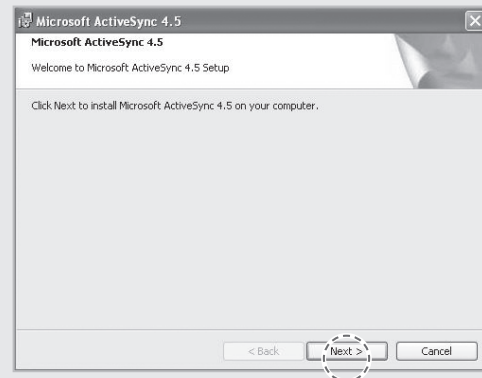 Microsoft ActiveSync 4.5
Microsoft ActiveSync 4.5
Welcome to Microsoft ActiveSync 4.5 Setup
Click Next to install Microsoft ActiveSync 4.5 on your computer.
< Back Next > Cancel